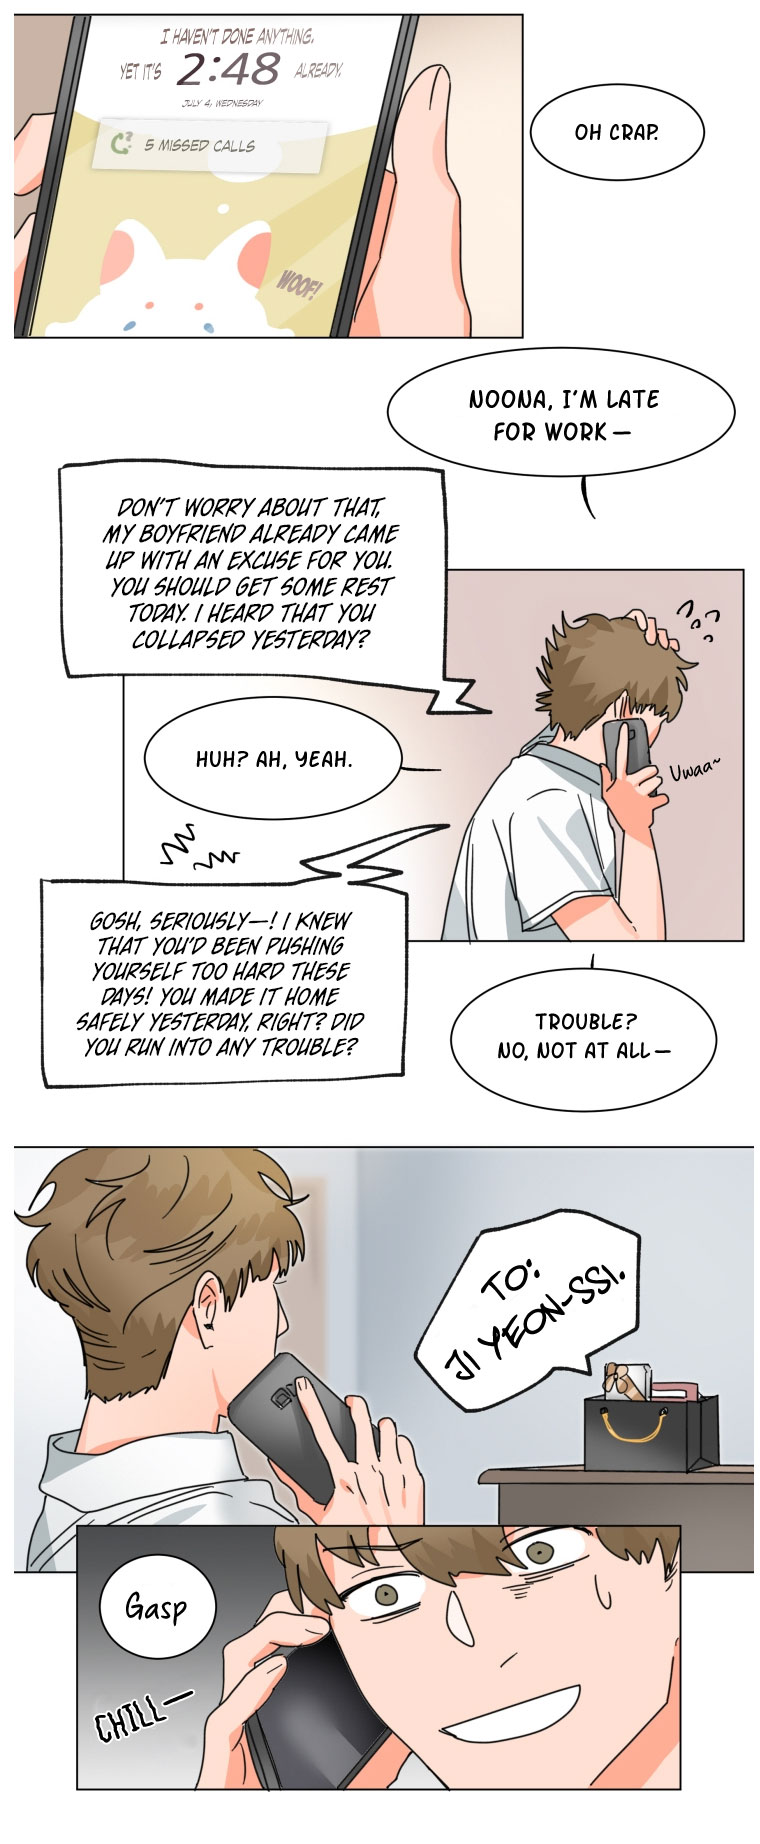 I HAVEN'T DONE ANYTHING.
YET IT'S 2:48 ALREADY.
JULY 4, WEDNESDAY
5 MISSED CALLS
WOOF!
OH CRAP.
NOONA, I'M LATE
FOR WORK—
DON'T WORRY ABOUT THAT,
MY BOYFRIEND ALREADY CAME
UP WITH AN EXCUSE FOR YOU.
YOU SHOULD GET SOME REST
TODAY. I HEARD THAT YOU
COLLAPSED YESTERDAY?
HUH? AH, YEAH.
Uwaa~
GOSH, SERIOUSLY—! I KNEW
THAT YOU'D BEEN PUSHING
YOURSELF TOO HARD THESE
DAYS! YOU MADE IT HOME
SAFELY YESTERDAY, RIGHT? DID
YOU RUN INTO ANY TROUBLE?
TROUBLE?
NO, NOT AT ALL—
TO:
JI YEON-SSI.
Gasp
CHILL—